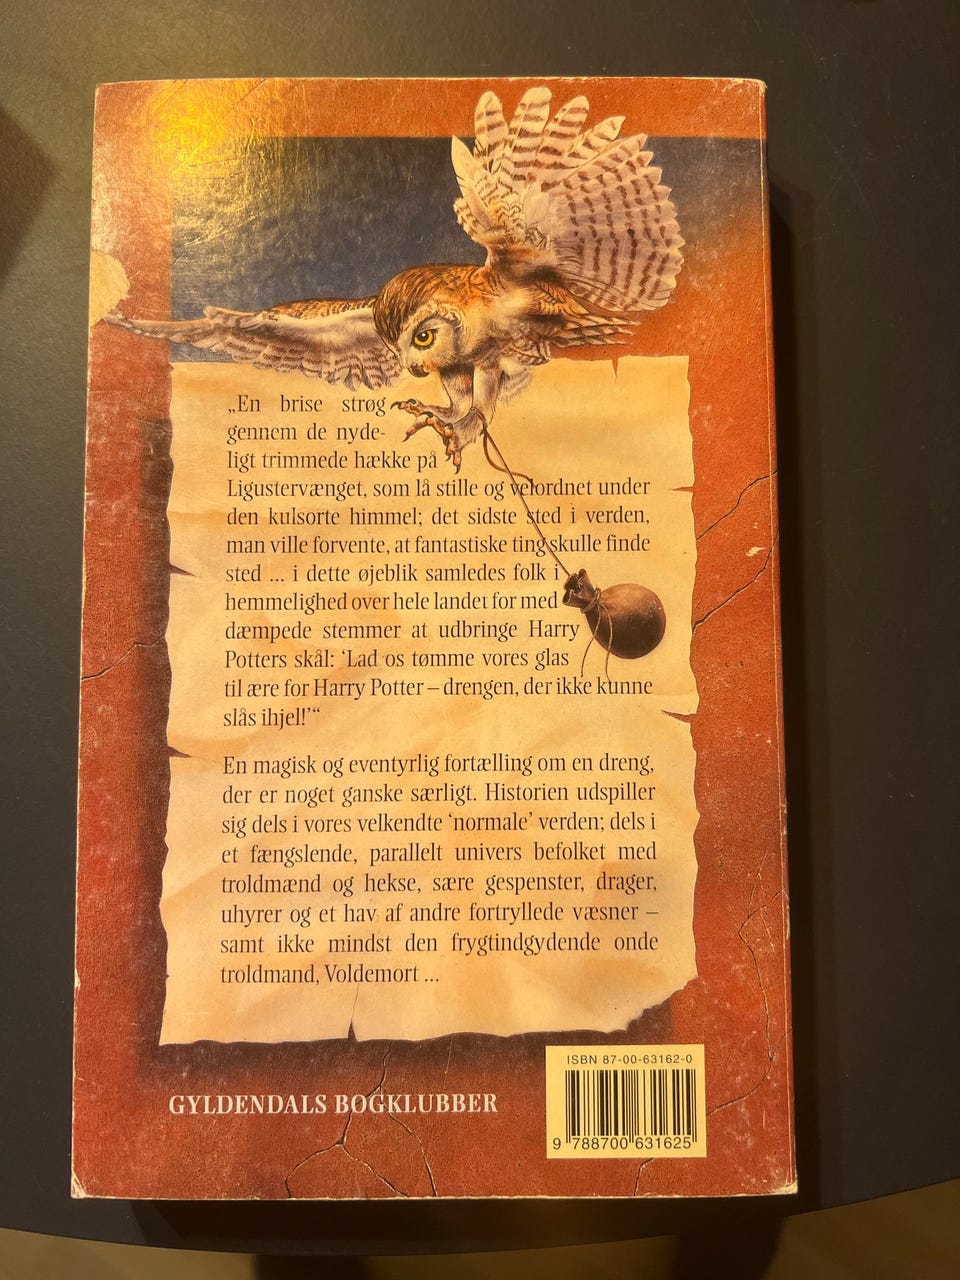 „En brise strøg
gennem de nyde-
ligt trimmede hække på
Ligustervænget, som lå stille og velordnet under
den kulsorte himmel; det sidste sted i verden,
man ville forvente, at fantastiske ting skulle finde
sted ... i dette øjeblik samledes folk i
hemmelighed over hele landet for med
dæmpede stemmer at udbringe Harry
Potters skål: ‘Lad os tømme vores glas
til ære for Harry Potter – drengen, der ikke kunne
slås ihjel!’“
En magisk og eventyrlig fortælling om en dreng,
der er noget ganske særligt. Historien udspiller
sig dels i vores velkendte ‘normale’ verden; dels i
et fængslende, parallelt univers befolket med
troldmænd og hekse, sære gespenster, drager,
uhyrer og et hav af andre fortryllede væsner –
samt ikke mindst den frygtindgydende onde
troldmand, Voldemort ...
GYLDENDALS BOGKLUBBER
ISBN 87-00-63162-0
9 788700 631625